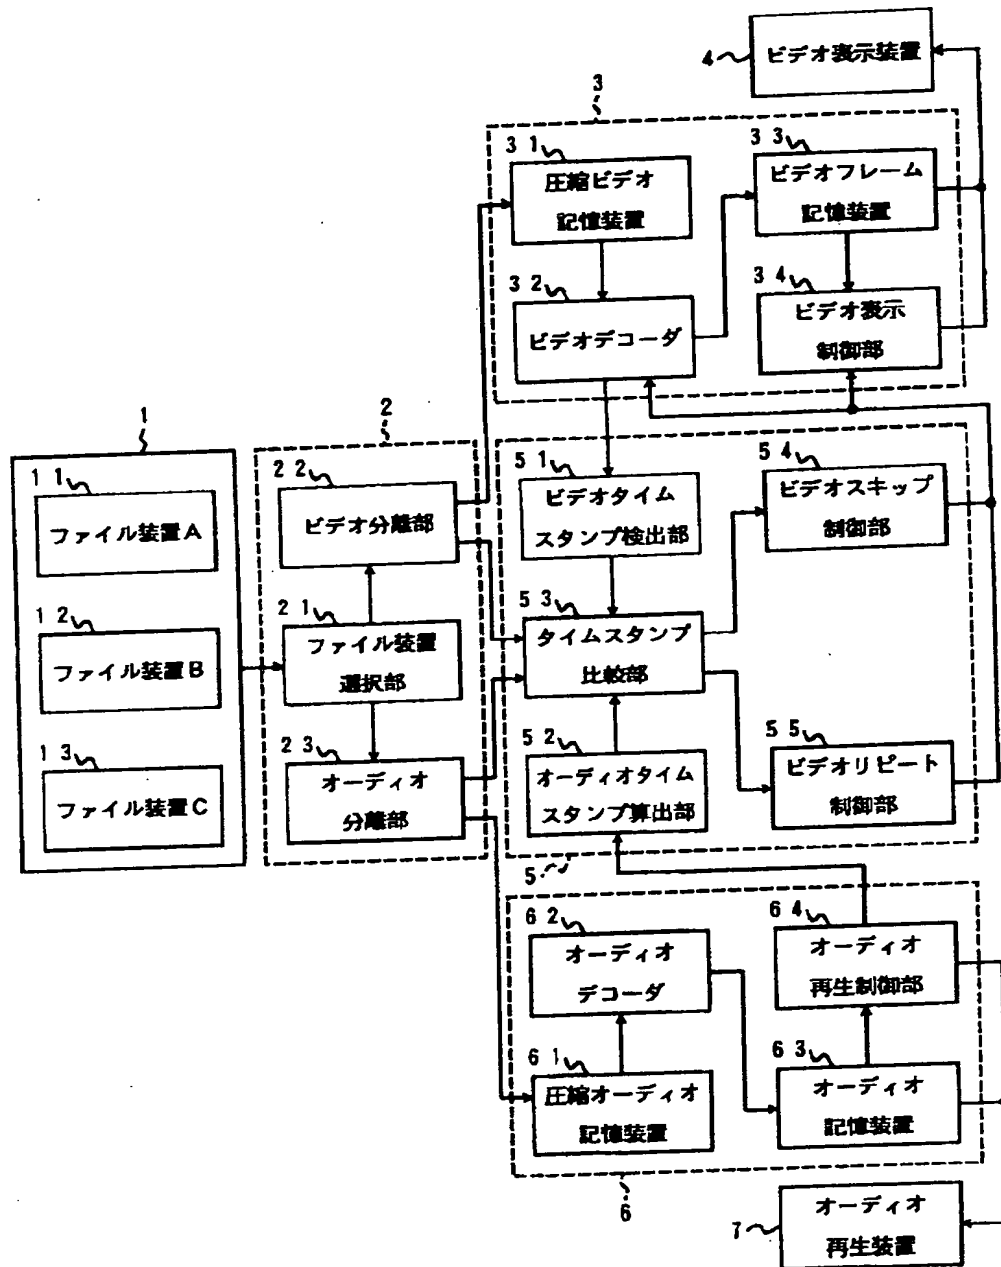 4
ビデオ表示装置
3
3 1
圧縮ビデオ
記憶装置
3 3
ビデオフレーム
記憶装置
3 2
ビデオデコーダ
3 4
ビデオ表示
制御部
1
1 1
ファイル装置A
1 2
ファイル装置B
1 3
ファイル装置C
2
2 2
ビデオ分離部
2 1
ファイル装置
選択部
2 3
オーディオ
分離部
5 1
ビデオタイム
スタンプ検出部
5 4
ビデオスキップ
制御部
5 3
タイムスタンプ
比較部
5 2
オーディオタイム
スタンプ算出部
5 5
ビデオリピート
制御部
5
6 2
オーディオ
デコーダ
6 4
オーディオ
再生制御部
6 1
圧縮オーディオ
記憶装置
6 3
オーディオ
記憶装置
6
7
オーディオ
再生装置